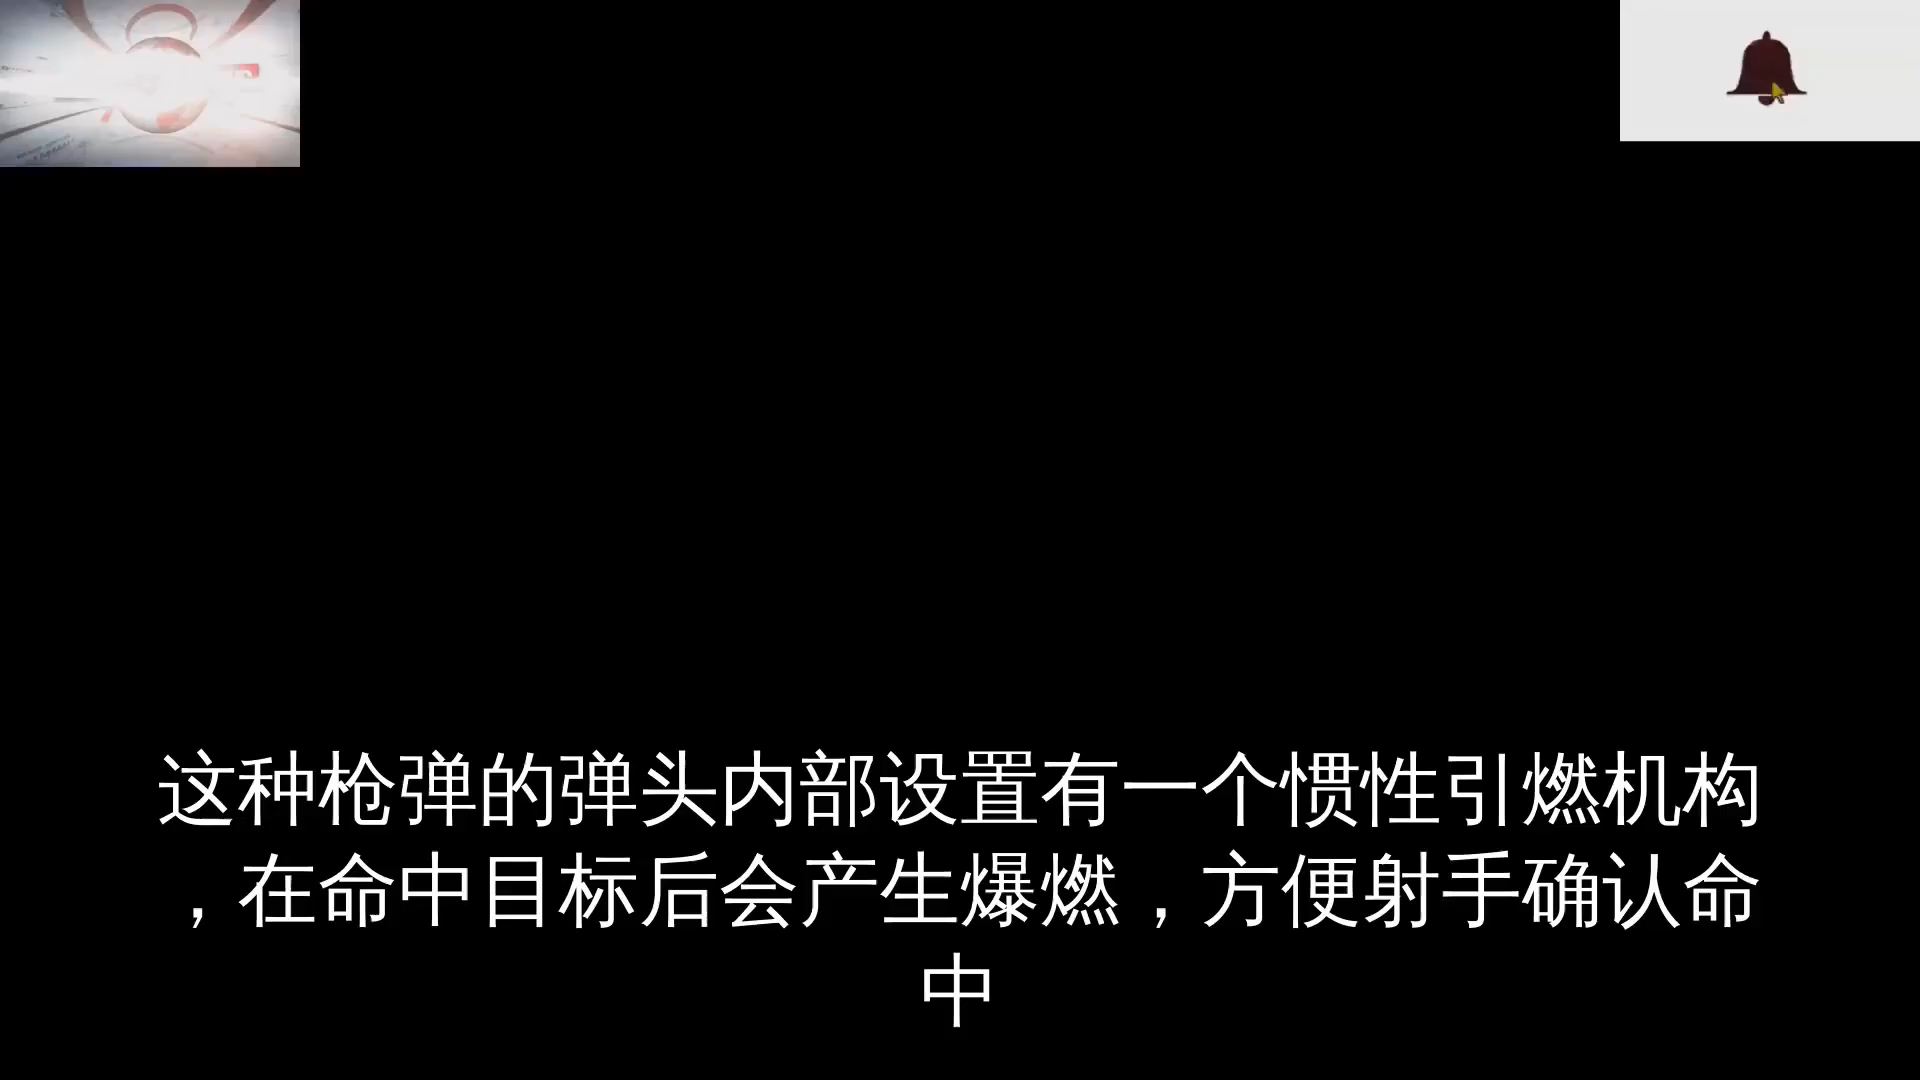 这种枪弹的弹头内部设置有一个惯性引燃机构
，在命中目标后会产生爆燃，方便射手确认命
中